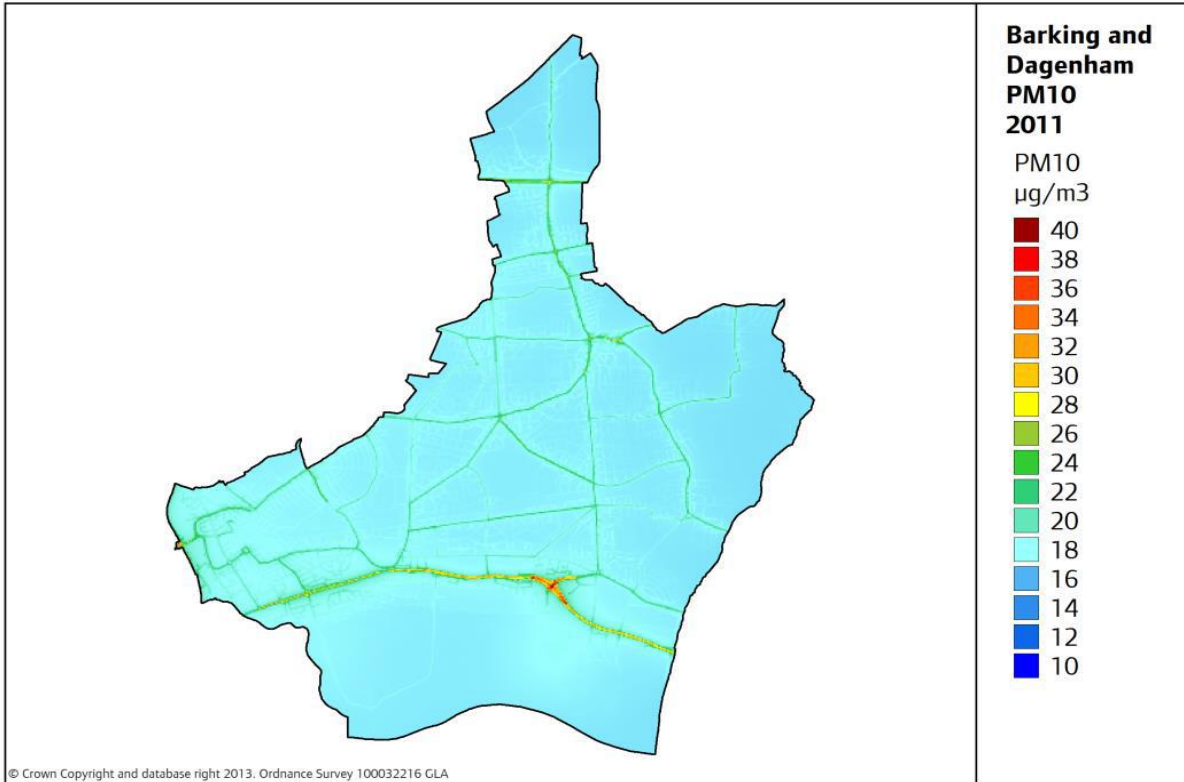 Barking and
Dagenham
PM10
2011
PM10
µg/m3
40
38
36
34
32
30
28
26
24
22
20
18
16
14
12
10
© Crown Copyright and database right 2013. Ordnance Survey 100032216 GLA